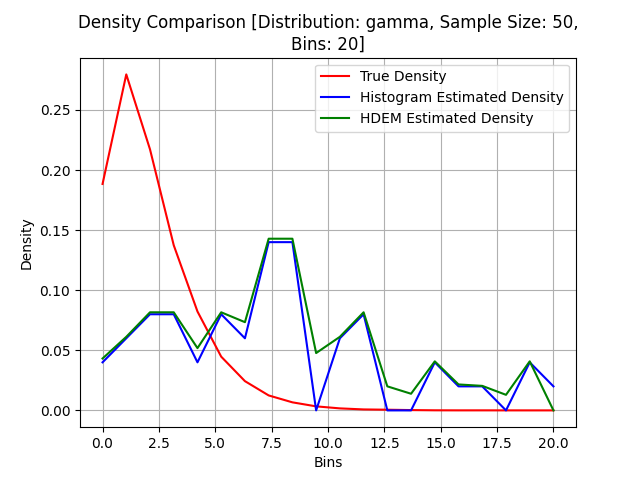 Density Comparison [Distribution: gamma, Sample Size: 50,
Bins: 20]
True Density
Histogram Estimated Density
HDEM Estimated Density
Density
0.25
0.20
0.15
0.10
0.05
0.00
0.0 2.5 5.0 7.5 10.0 12.5 15.0 17.5 20.0
Bins